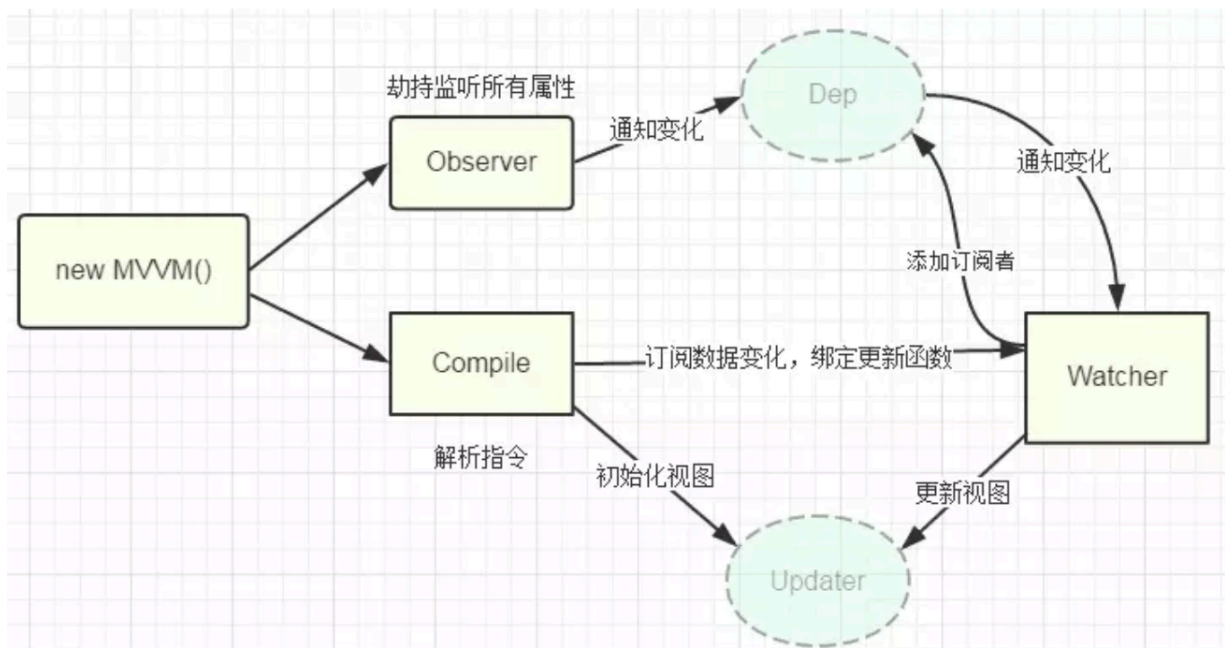 劫持监听所有属性
Dep
通知变化
Observer
通知变化
new MVVM()
添加订阅者
Compile
订阅数据变化，绑定更新函数
Watcher
解析指令
初始化视图
更新视图
Updater